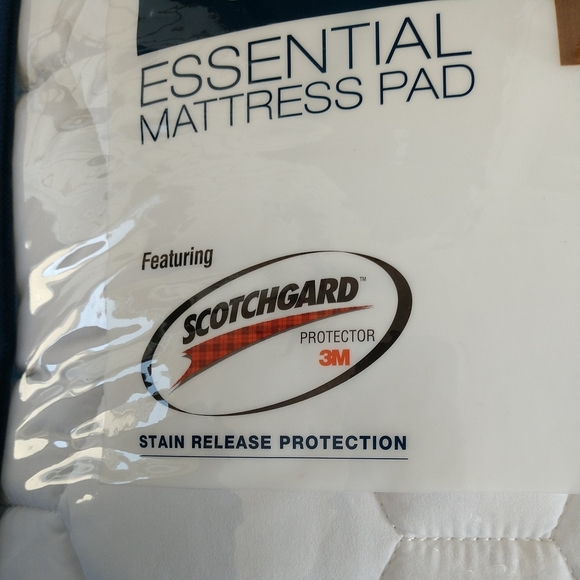 ESSENTIAL
MATTRESS PAD
Featuring
SCOTCHGARD™
PROTECTOR
3M
STAIN RELEASE PROTECTION